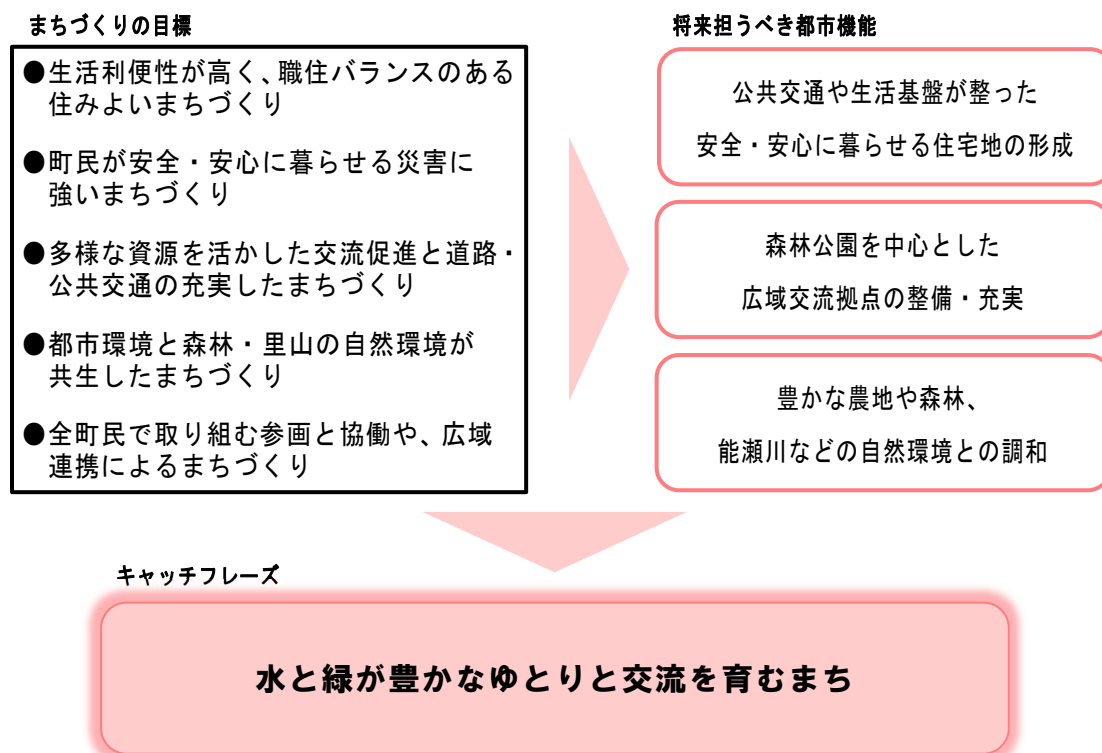 まちづくりの目標
●生活利便性が高く、職住バランスのある
住みよいまちづくり
●町民が安全・安心に暮らせる災害に
強いまちづくり
●多様な資源を活かした交流促進と道路・
公共交通の充実したまちづくり
●都市環境と森林・里山の自然環境が
共生したまちづくり
●全町民で取り組む参画と協働や、広域
連携によるまちづくり
将来担うべき都市機能
公共交通や生活基盤が整った
安全・安心に暮らせる住宅地の形成
森林公園を中心とした
広域交流拠点の整備・充実
豊かな農地や森林、
能瀬川などの自然環境との調和
キャッチフレーズ
水と緑が豊かなゆとりと交流を育むまち